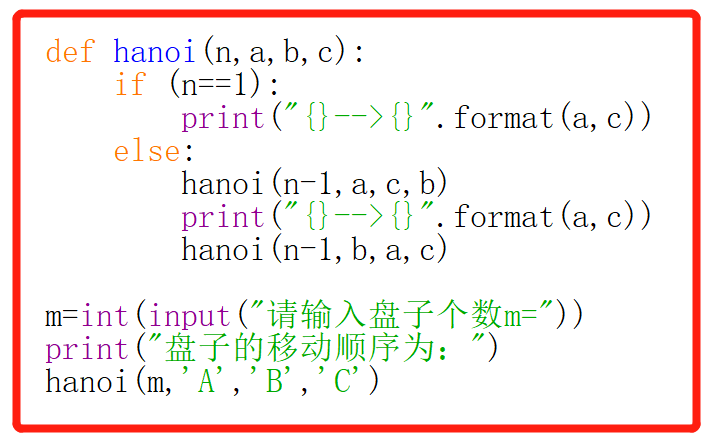 def hanoi(n,a,b,c):
    if (n==1):
        print("{}-->{}".format(a,c))
    else:
        hanoi(n-1,a,c,b)
        print("{}-->{}".format(a,c))
        hanoi(n-1,b,a,c)

m=int(input("请输入盘子个数m="))
print("盘子的移动顺序为：")
hanoi(m,'A','B','C')